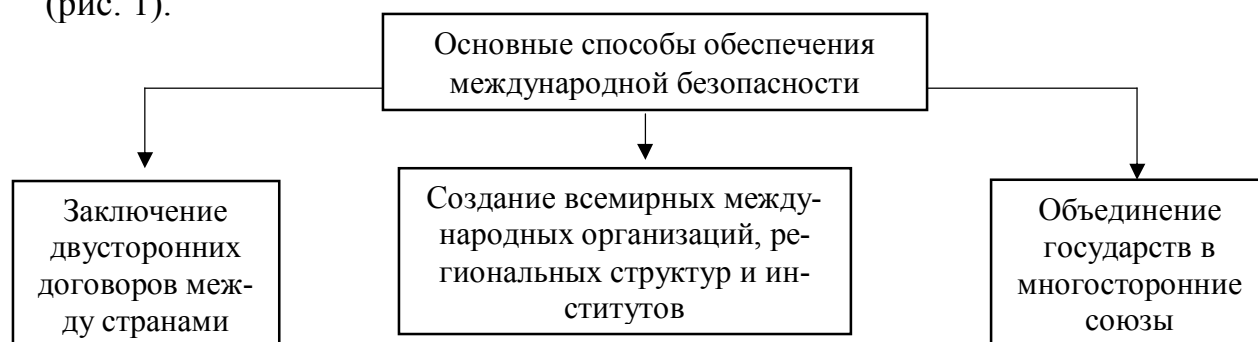 (рис. 1).
Основные способы обеспечения
международной безопасности
Заключение
двусторонних
договоров меж-
ду странами
Создание всемирных между-
народных организаций, ре-
гиональных структур и ин-
ститутов
Объединение
государств в
многосторонние
союзы